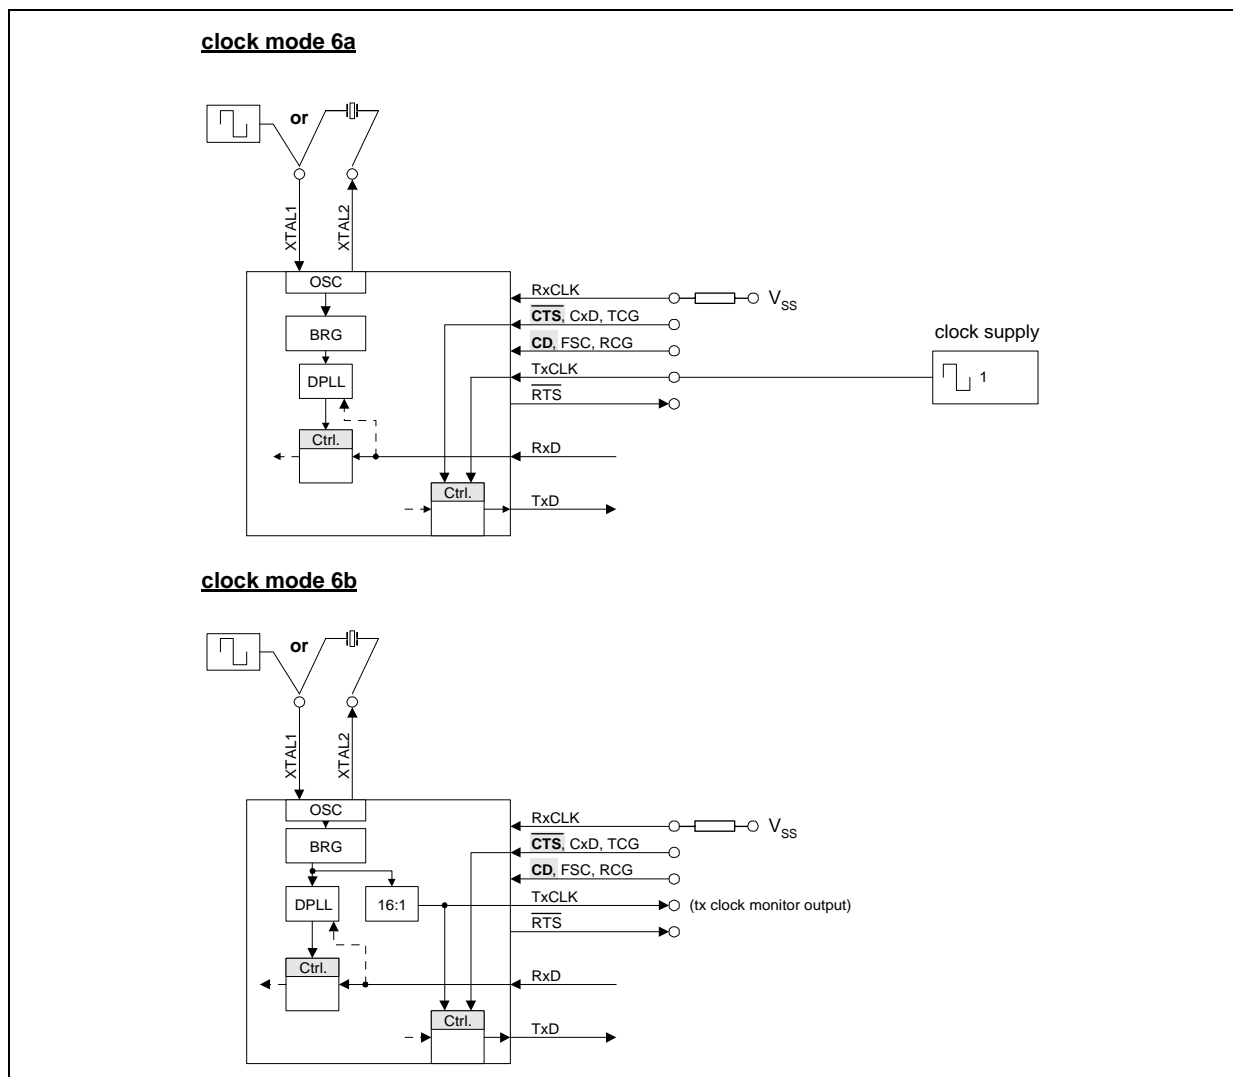 clock mode 6a
or
XTAL1
XTAL2
OSC
RxCLK
VSS
CTS, CxD, TCG
BRG
clock supply
CD, FSC, RCG
TxCLK
1
DPLL
RTS
Ctrl.
RxD
Ctrl.
TxD
clock mode 6b
or
XTAL1
XTAL2
OSC
RxCLK
VSS
CTS, CxD, TCG
BRG
CD, FSC, RCG
DPLL
16:1
TxCLK
(tx clock monitor output)
RTS
Ctrl.
RxD
Ctrl.
TxD